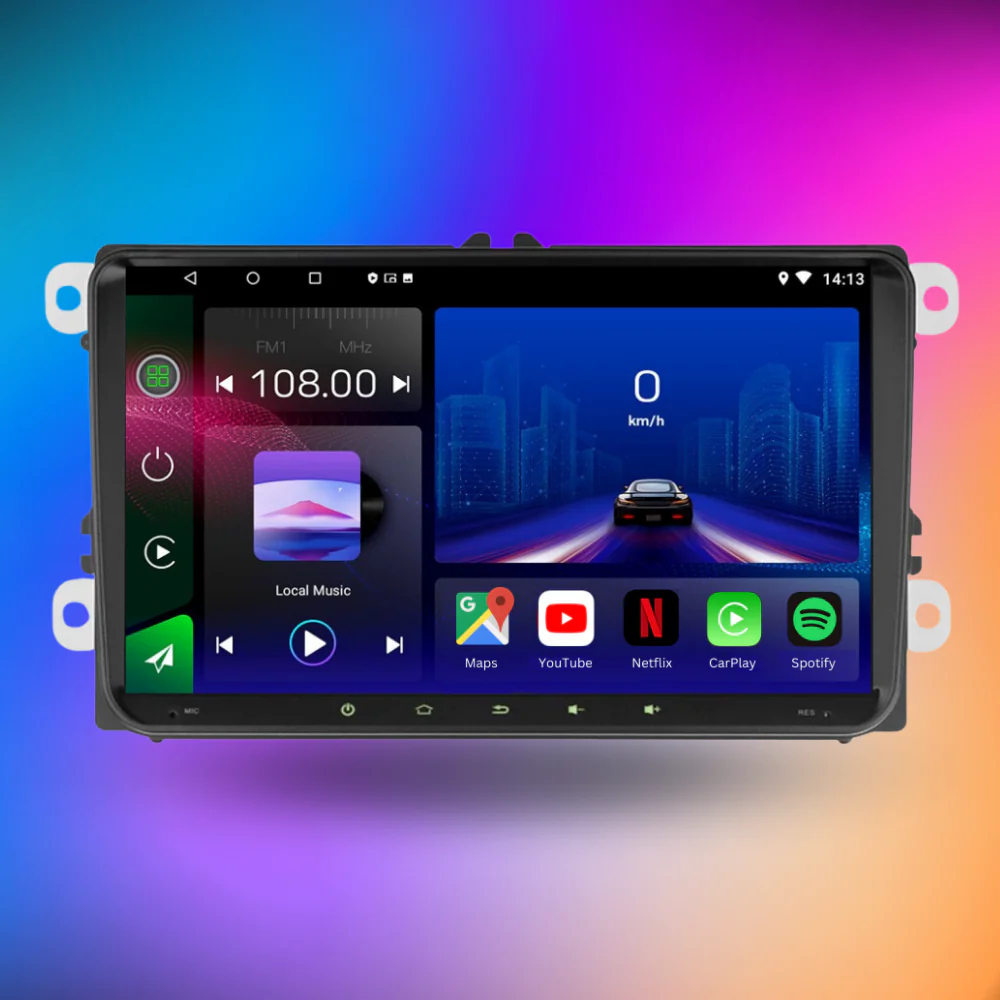 14:13
FM1 MHz
108.00
0
km/h
Local Music
G
Maps
YouTube
Netflix
CarPlay
Spotify
N
MIC
RES